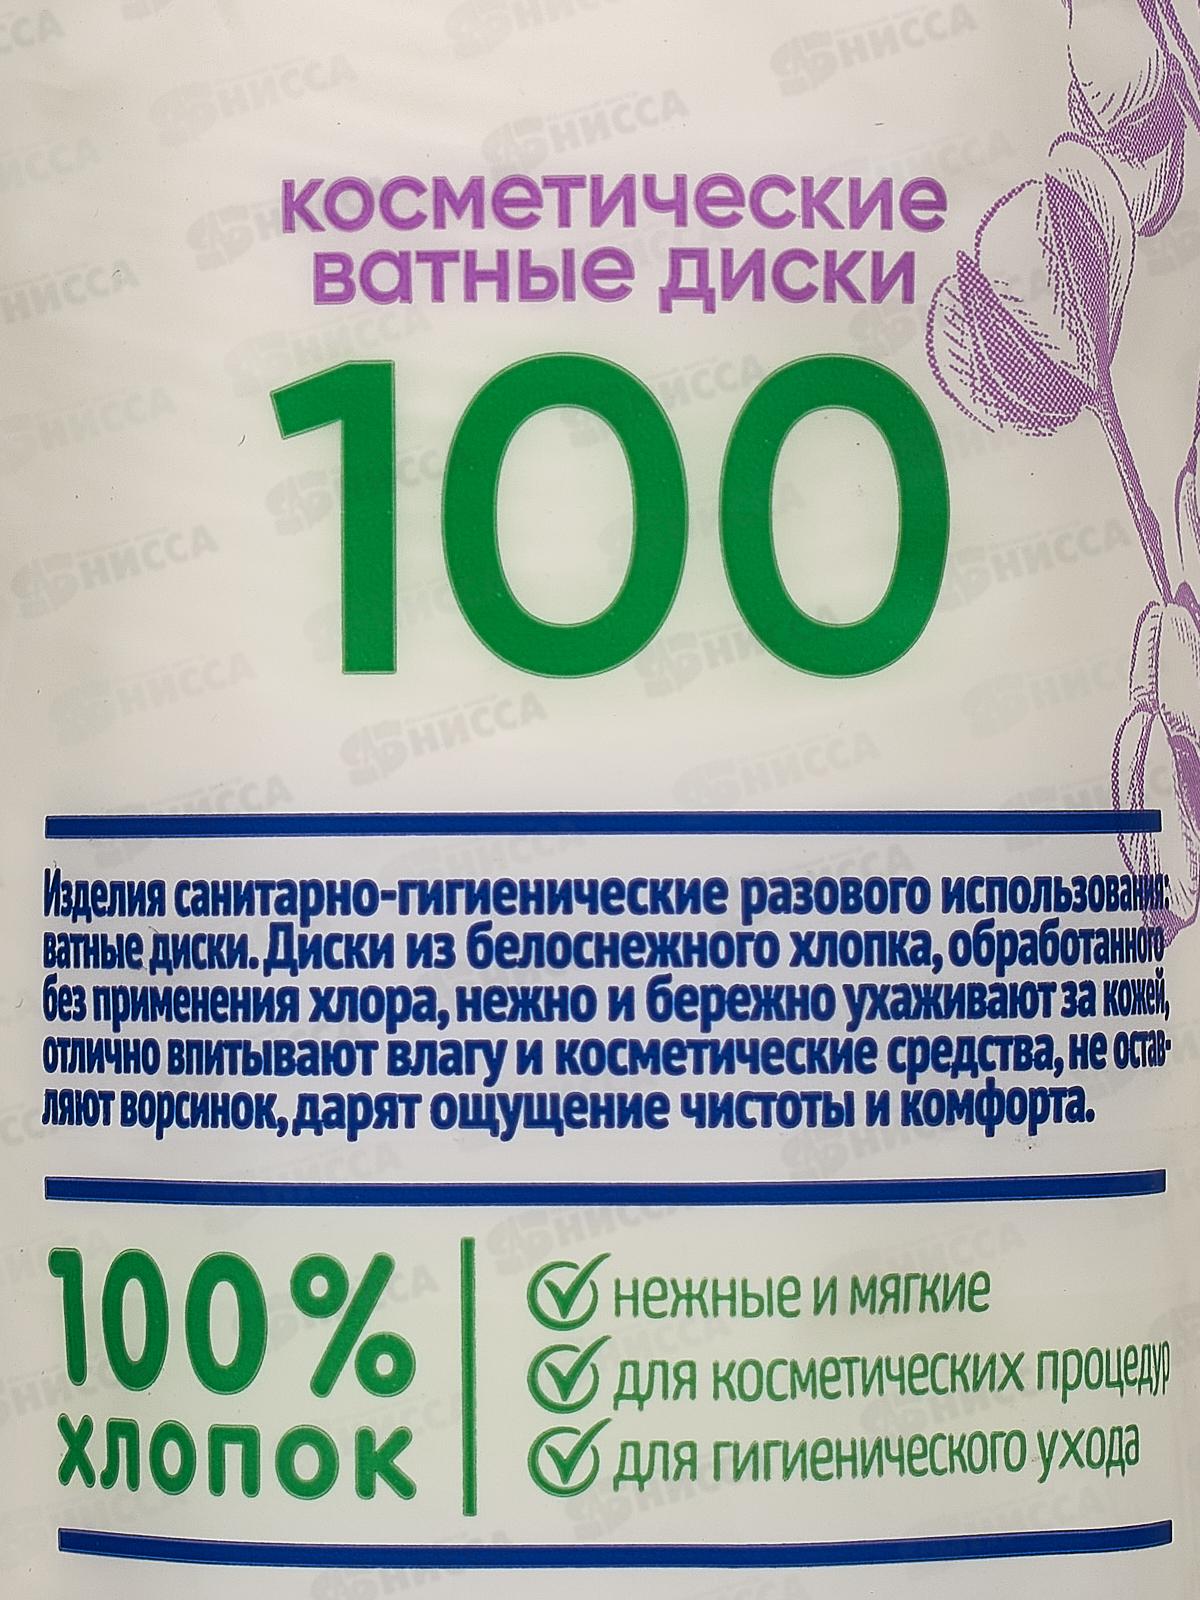 косметические
ватные диски
100
Изделия санитарно-гигиенические разового использования:
ватные диски. Диски из белоснежного хлопка, обработанного
без применения хлора, нежно и бережно ухаживают за кожей,
отлично впитывают влагу и косметические средства, не остав-
ляют ворсинок, дарят ощущение чистоты и комфорта.
100%
хлопок
нежные и мягкие
для косметических процедур
для гигиенического ухода
НИССА